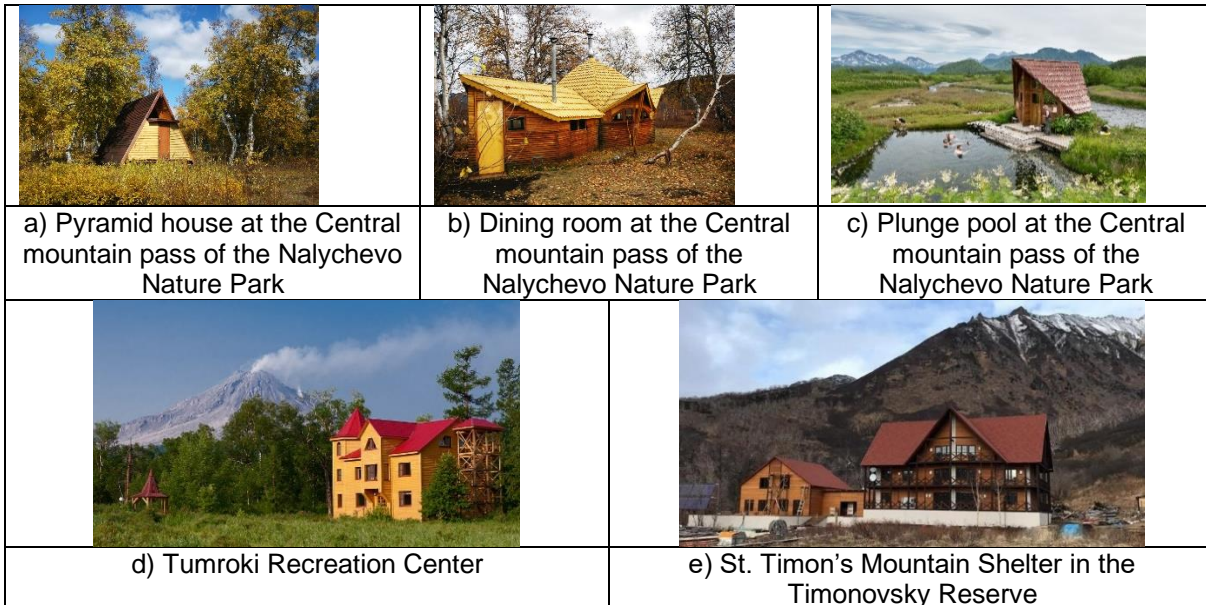 a) Pyramid house at the Central
mountain pass of the Nalychevo
Nature Park
b) Dining room at the Central
mountain pass of the
Nalychevo Nature Park
c) Plunge pool at the Central
mountain pass of the
Nalychevo Nature Park
d) Tumroki Recreation Center
e) St. Timon’s Mountain Shelter in the
Timonovsky Reserve